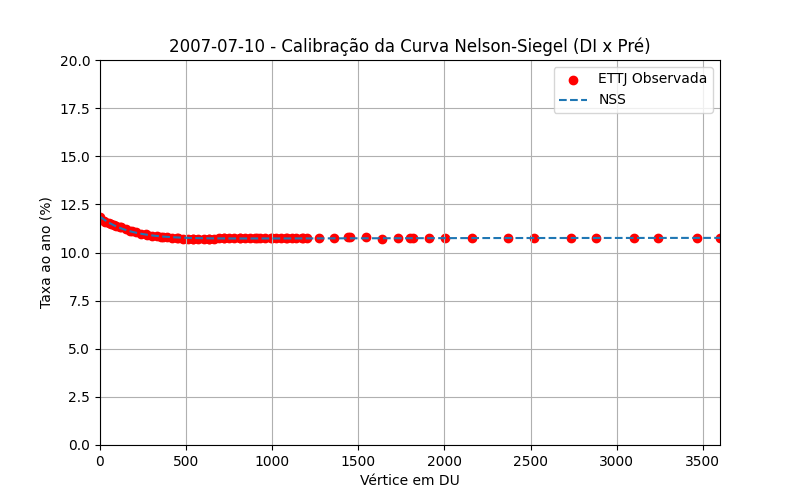 2007-07-10 - Calibração da Curva Nelson-Siegel (DI x Pré)
20.0
17.5
15.0
12.5
10.0
7.5
5.0
2.5
0.0
Taxa ao ano (%)
ETTJ Observada
NSS
0 500 1000 1500 2000 2500 3000 3500
Vértice em DU